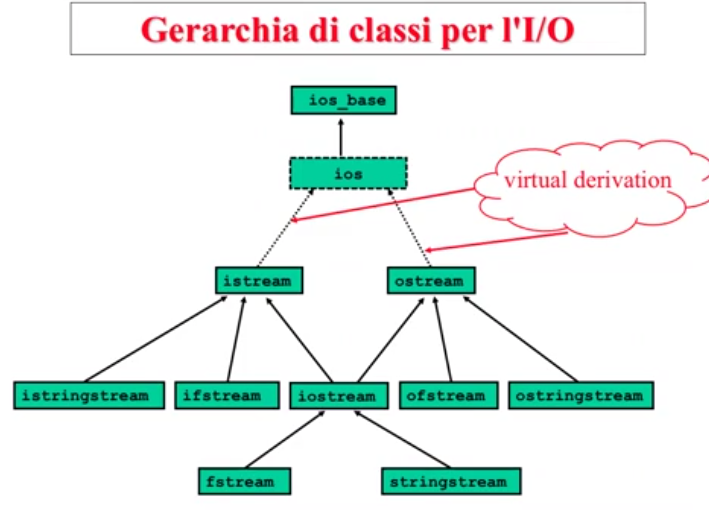 Gerarchia di classi per l'I/O
ios_base
ios
virtual derivation
istream
ostream
istringstream
ifstream
iostream
ofstream
ostringstream
fstream
stringstream